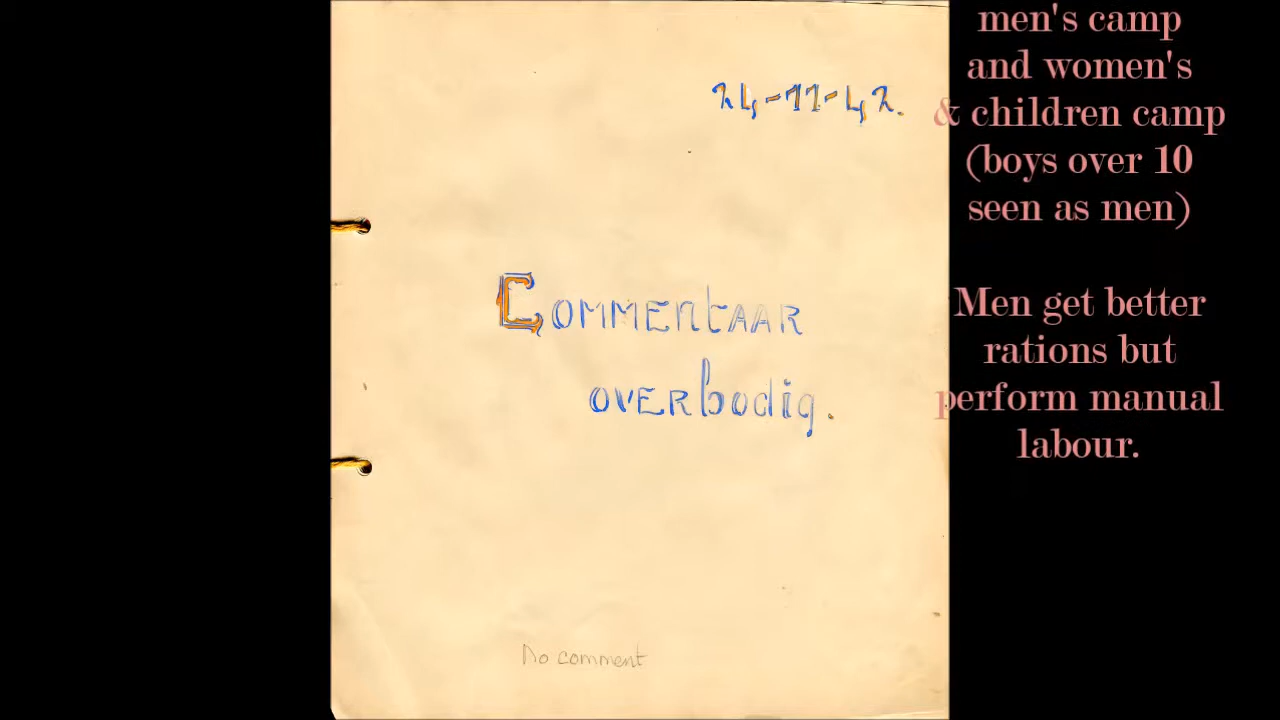 24-11-42.
Commentaar
overbodig.
No comment
men's camp
and women's
& children camp
(boys over 10
seen as men)
Men get better
rations but
perform manual
labour.